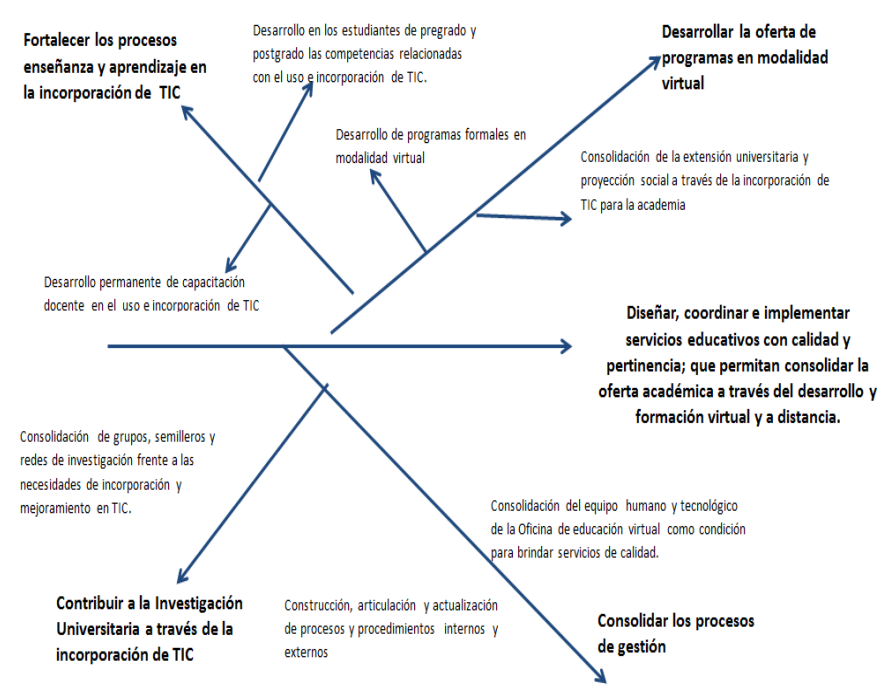 Fortalecer los procesos
enseñanza y aprendizaje en
la incorporación de TIC
Desarrollo en los estudiantes de pregrado y
postgrado las competencias relacionadas
con el uso e incorporación de TIC.
Desarrollar la oferta de
programas en modalidad
virtual
Desarrollo de programas formales en
modalidad virtual
Consolidación de la extensión universitaria y
proyección social a través de la incorporación de
TIC para la academia
Desarrollo permanente de capacitación
docente en el uso e incorporación de TIC
Diseñar, coordinar e implementar
servicios educativos con calidad y
pertinencia; que permitan consolidar la
oferta académica a través del desarrollo y
formación virtual y a distancia.
Consolidación de grupos, semilleros y
redes de investigación frente a las
necesidades de incorporación y
mejoramiento en TIC.
Consolidación del equipo humano y tecnológico
de la Oficina de educación virtual como condición
para brindar servicios de calidad.
Contribuir a la Investigación
Universitaria a través de la
incorporación de TIC
Construcción, articulación y actualización
de procesos y procedimientos internos y
externos
Consolidar los procesos
de gestión